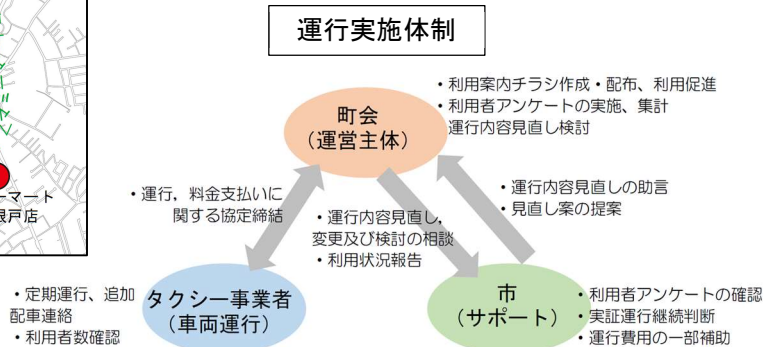 運行実施体制
・利用案内チラシ作成・配布、利用促進
・利用者アンケートの実施、集計
運行内容見直し検討
町会
（運営主体）
マート
戸店
・運行，料金支払いに
関する協定締結
・運行内容見直し，
変更及び検討の相談
・利用状況報告
・運行内容見直しの助言
・見直し案の提案
・定期運行、追加
配車連絡
・利用者数確認
タクシー事業者
（車両運行）
市
（サポート）
・利用者アンケートの確認
・実証運行継続判断
・運行費用の一部補助